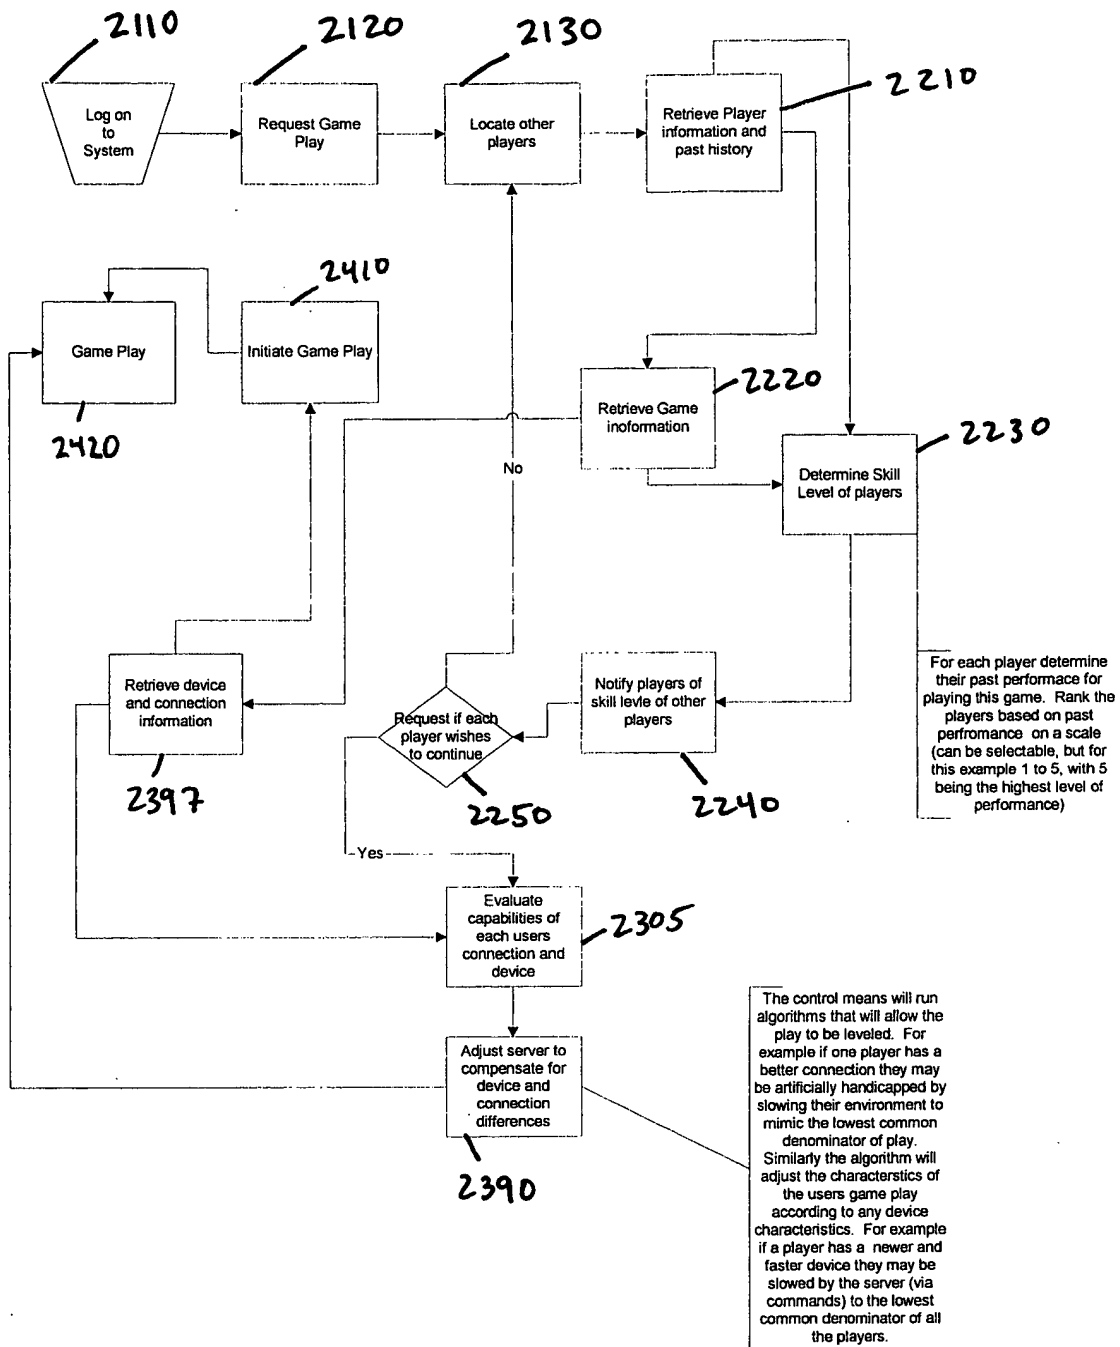 2110
2120
2130
2210
Log on
to
System
Request Game
Play
Locate other
players
Retrieve Player
information and
past history
2410
Game Play
Initiate Game Play
2420
2220
Retrieve Game
inoformation
2230
No
Determine Skill
Level of players
Retrieve device
and connection
information
2397
Request if each
player wishes
to continue
2250
Notify players of
skill levle of other
players
2240
For each player determine
their past performace for
playing this game. Rank the
players based on past
perfromance on a scale
(can be selectable, but for
this example 1 to 5, with 5
being the highest level of
performance)
Yes
Evaluate
capabilities of
each users
connection and
device
2305
Adjust server to
compensate for
device and
connection
differences
2390
The control means will run
algorithms that will allow the
play to be leveled. For
example if one player has a
better connection they may
be artificially handicapped by
slowing their environment to
mimic the lowest common
denominator of play.
Similarly the algorithm will
adjust the characterstics of
the users game play
according to any device
characteristics. For example
if a player has a newer and
faster device they may be
slowed by the server (via
commands) to the lowest
common denominator of all
the players.